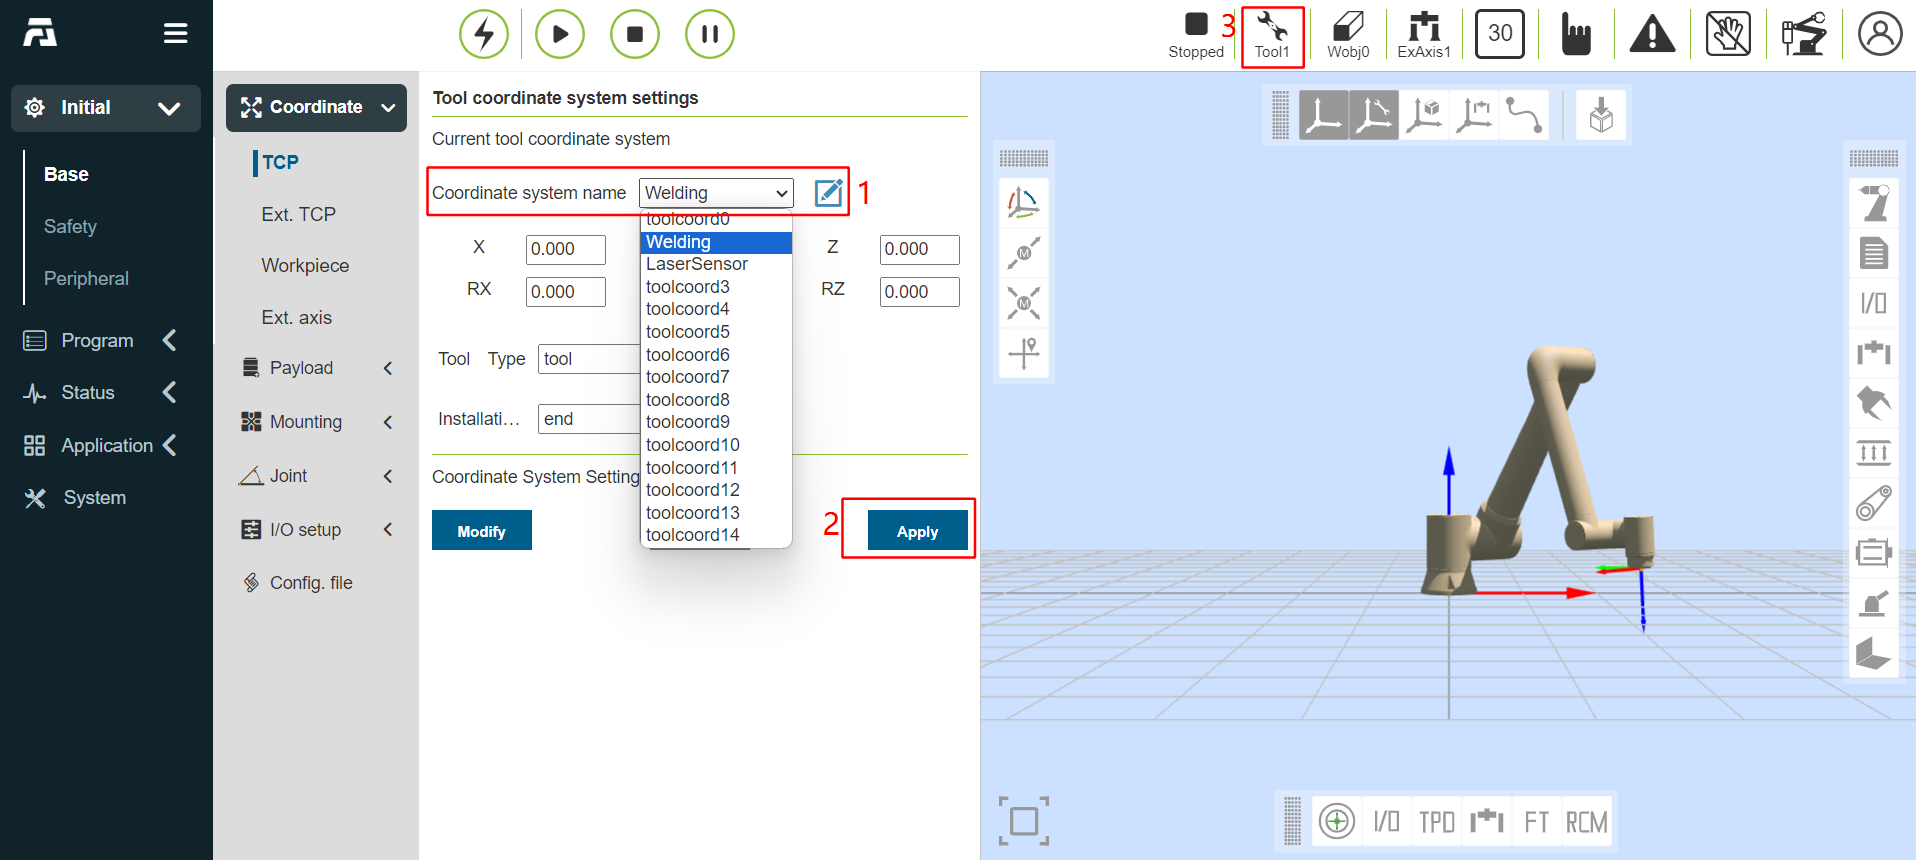 Stopped
3
Tool1
Wobj0
ExAxis1
30
Initial
Base
Safety
Peripheral
Program
Status
Application
System
Coordinate
TCP
Ext. TCP
Workpiece
Ext. axis
Payload
Mounting
Joint
I/O setup
Config. file
Tool coordinate system settings
Current tool coordinate system
Coordinate system name
Welding
1
toolcoord0
Welding
LaserSensor
toolcoord3
toolcoord4
toolcoord5
toolcoord6
toolcoord7
toolcoord8
toolcoord9
toolcoord10
toolcoord11
toolcoord12
toolcoord13
toolcoord14
X 0.000
Z 0.000
RX 0.000
RZ 0.000
Tool Type tool
Installati... end
Coordinate System Setting
Modify
2
Apply
M
M
I/O
I/O
TPD
FT
RCM